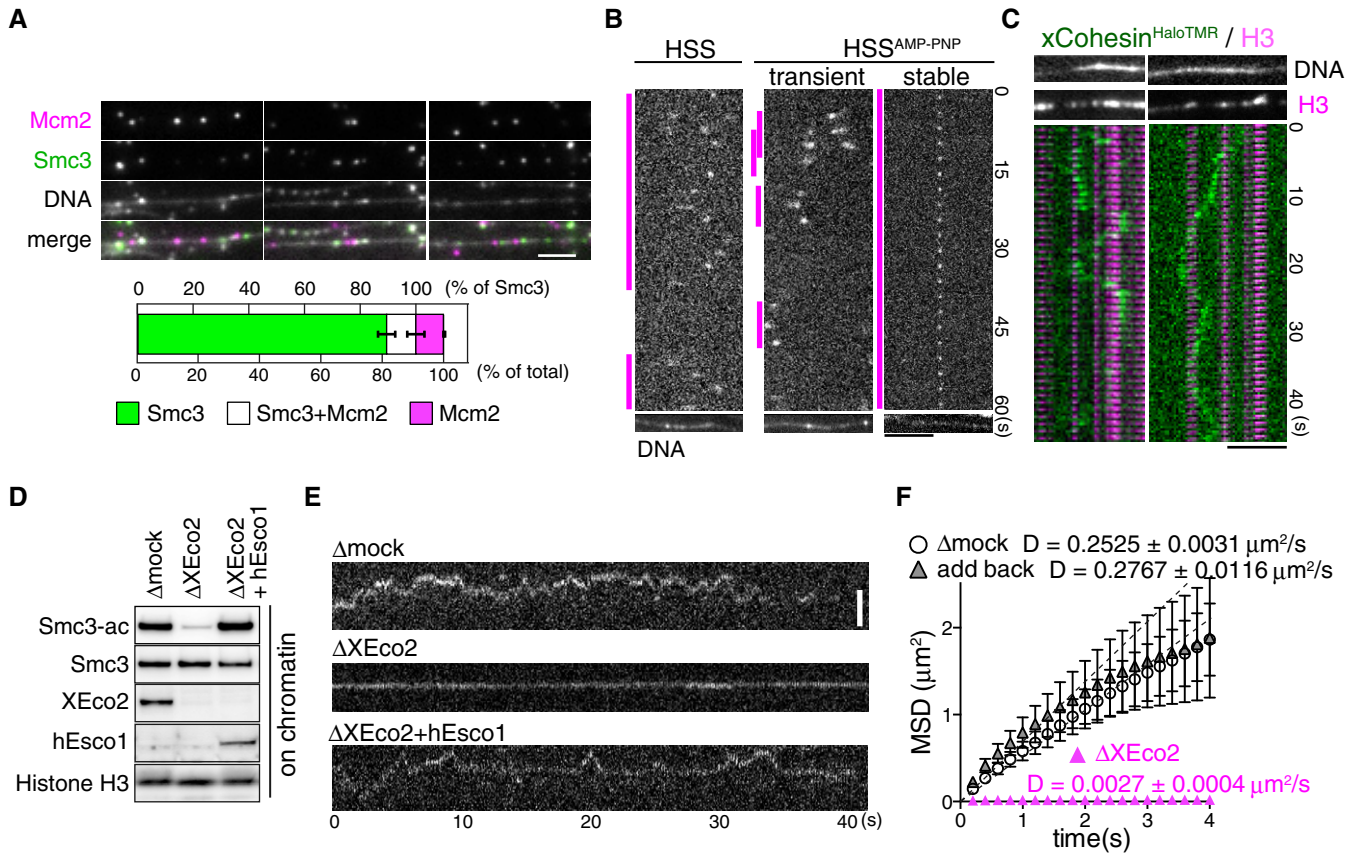 A
Mcm2
Smc3
DNA
merge
0 20 40 60 80 100 (% of Smc3)
0 20 40 60 80 100 (% of total)
Smc3 Smc3+Mcm2 Mcm2
B
HSS HSS^AMP-PNP
transient stable
0
15
30
45
60(s)
DNA
C
xCohesin^HaloTMR / H3
DNA
H3
0
10
20
30
40 (s)
D
Δmock
ΔXEco2
ΔXEco2 + hEsco1
Smc3-ac
Smc3
XEco2
hEsco1
Histone H3
on chromatin
E
Δmock
ΔXEco2
ΔXEco2+hEsco1
0 10 20 30 40 (s)
F
Δmock D = 0.2525 ± 0.0031 μm²/s
add back D = 0.2767 ± 0.0116 μm²/s
MSD (μm²)
2
1
0
ΔXEco2
D = 0.0027 ± 0.0004 μm²/s
0 1 2 3 4
time(s)